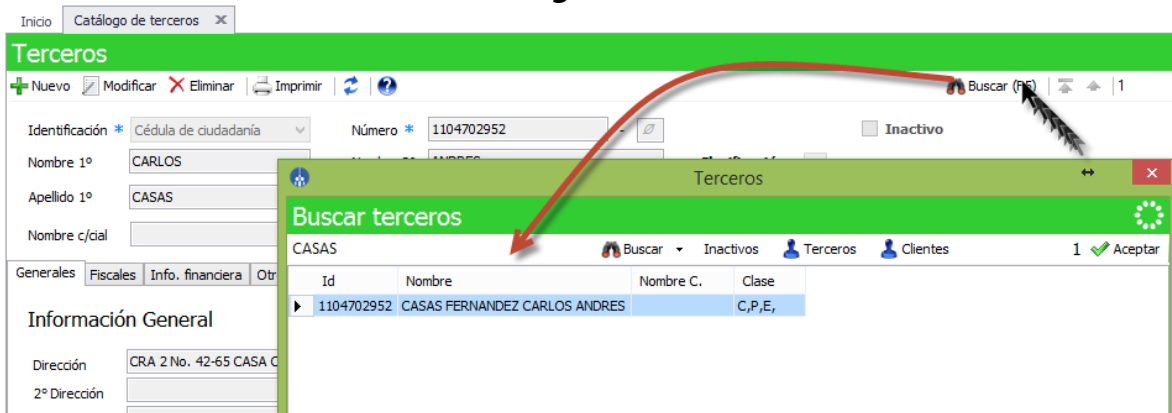 Inicio Catálogo de terceros
Terceros
Nuevo Modificar Eliminar Imprimir Buscar (F5) 1
Identificación * Cédula de ciudadanía Número * 1104702952 - Inactivo
Nombre 1º CARLOS
Terceros
Apellido 1º CASAS
Buscar terceros
Nombre c/cial
CASAS Buscar Inactivos Terceros Clientes 1 Aceptar
Generales Fiscales Info. financiera Otr
Id Nombre Nombre C. Clase
1104702952 CASAS FERNANDEZ CARLOS ANDRES C,P,E,
Información General
Dirección CRA 2 No. 42-65 CASA C
2º Dirección